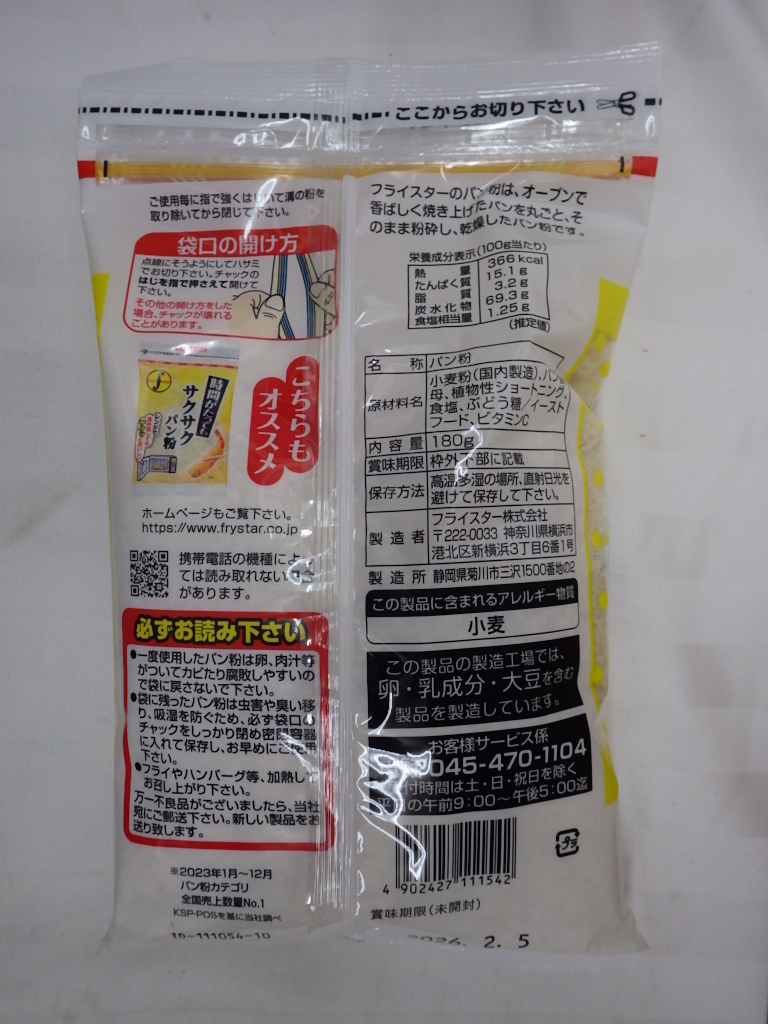 ここからお切り下さい
ご使用毎に指で強くはじいて溝の粉を
取り除いてから閉じて下さい。
袋口の開け方
点線にそうようにしてハサミ
でお切り下さい。チャックの
はじを指で押さえて開けて
下さい。
その他の開け方をした
場合、チャックが壊れる
ことがあります。
時間がたっても
サクサク
パン粉
こちらも
オススメ
ホームページもご覧下さい。
https://www.frystar.co.jp
携帯電話の機種によっ
ては読み取れない場合
があります。
必ずお読み下さい
●一度使用したパン粉は卵、肉汁等
がついてカビたり腐敗しやすいの
で袋に戻さないで下さい。
●袋に残ったパン粉は虫害や臭い移
り、吸湿を防ぐため、必ず袋口の
チャックをしっかり閉め密閉容器
に入れて保存し、お早めにご使用
下さい。
●フライやハンバーグ等、加熱して
お召し上がり下さい。
万一不良品がございましたら、当社
宛にご郵送下さい。新しい製品をお
送り致します。
※2023年1月〜12月
パン粉カテゴリ
全国売上数量No.1
KSP-POSを基に当社調べ
TD-111054-10
フライスターのパン粉は、オーブンで
香ばしく焼き上げたパンを丸ごと、そ
のまま粉砕し、乾燥したパン粉です。
栄養成分表示(100g当たり)
熱量 366kcal
たんぱく質 15.1g
脂質 3.2g
炭水化物 69.3g
食塩相当量 1.25g
(推定値)
名称 パン粉
原材料名 小麦粉(国内製造)、パン酵
母、植物性ショートニング、
食塩、ぶどう糖/イースト
フード、ビタミンC
内容量 180g
賞味期限 枠外下部に記載
保存方法 高温多湿の場所、直射日光を
避けて保存して下さい。
製造者 フライスター株式会社
〒222-0033 神奈川県横浜市
港北区新横浜3丁目6番1号
製造所 静岡県菊川市三沢1500番地の2
この製品に含まれるアレルギー物質
小麦
この製品の製造工場では、
卵・乳成分・大豆を含む
製品を製造しています。
お客様サービス係
045-470-1104
付時間は土・日・祝日を除く
平日の午前9:00〜午後5:00迄
4 902427 111542
プラ
賞味期限(未開封)
2. 5